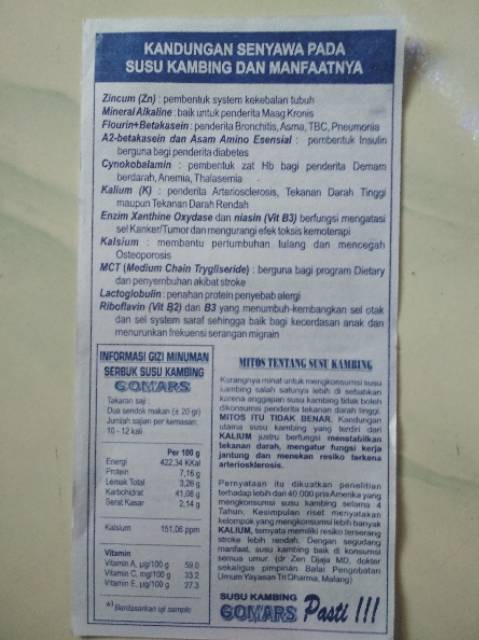 KANDUNGAN SENYAWA PADA
SUSU KAMBING DAN MANFAATNYA
Zincum (Zn) : pembentuk system kekebalan tubuh
Mineral Alkaline : baik untuk penderita Maag Kronis
Flourin+Betakasein : penderita Bronchitis, Asma, TBC, Pneumonia
A2-betakasein dan Asam Amino Esensial : pembentuk Insulin
berguna bagi penderita diabetes
Cynokobalamin : pembentuk zat Hb bagi penderita Demam
berdarah, Anemia, Thalasemia
Kalium (K) : penderita Arteriosclerosis, Tekanan Darah Tinggi
maupun Tekanan Darah Rendah
Enzim Xanthine Oxydase dan niasin (Vit B3) berfungsi mengatasi
sel Kanker/Tumor dan mengurangi efek toksis kemoterapi
Kalsium : membantu pertumbuhan tulang dan mencegah
Osteoporosis
MCT (Medium Chain Trygliseride) : berguna bagi program Dietary
dan penyembuhan akibat stroke
Lactoglobulin : penahan protein penyebab alergi
Riboflavin (Vit B2) dan B3 yang menumbuh-kembangkan sel otak
dan sel system saraf sehingga baik bagi kecerdasan anak dan
menurunkan frekuensi serangan migrain
INFORMASI GIZI MINUMAN
SERBUK SUSU KAMBING
GOMARS
Takaran saji :
Dua sendok makan (± 20 gr)
Jumlah sajian per kemasan:
10 - 12 kali
Per 100 g
Energi 422,34 KKal
Protein 7,16 g
Lemak Total 3,26 g
Karbohidrat 41,06 g
Serat Kasar 2,14 g
Kalsium 151,06 ppm
Vitamin
Vitamin A, µg/100 g 59.0
Vitamin C, mg/100 g 33.2
Vitamin E, µg/100 g 27.3
*) Berdasarkan uji sample
MITOS TENTANG SUSU KAMBING
Kurangnya minat untuk mengkonsumsi susu
kambing salah satunya lebih di sebabkan
karena anggapan susu kambing tidak boleh
dikonsumsi penderita tekanan darah tinggi.
MITOS ITU TIDAK BENAR. Kandungan
utama susu kambing yang terdiri dari
KALIUM justru berfungsi menstabilkan
tekanan darah, mengatur fungsi kerja
jantung dan menekan resiko terkena
arteriosklerosis.
Pernyataan itu dikuatkan penelitian
terhadap lebih dari 40.000 pria Amerika yang
mengkonsumsi susu kambing selama 4
Tahun. Kesimpulan riset menyatakan
kelompok yang mengkonsumsi lebih banyak
KALIUM, ternyata memiliki resiko terserang
stroke lebih rendah. Dengan segudang
manfaat, susu kambing baik di konsumsi
semua umur. (dr Zen Djaja MD, dokter
sekaligus pimpinan Balai Pengobatan
Umum Yayasan Tri Dharma, Malang)
SUSU KAMBING
GOMARS Pasti !!!